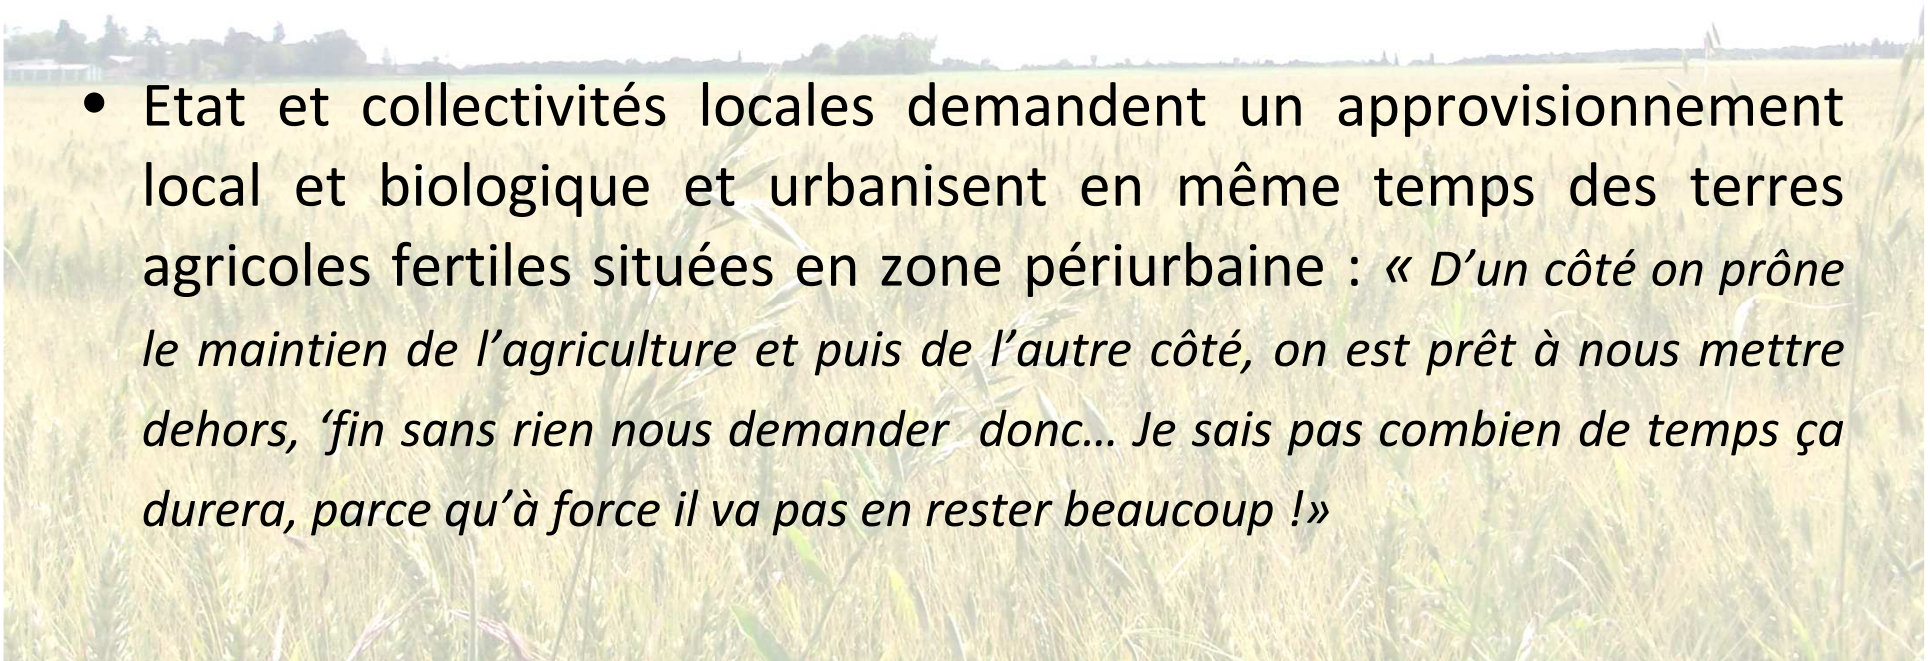 • Etat et collectivités locales demandent un approvisionnement
local et biologique et urbanisent en même temps des terres
agricoles fertiles situées en zone périurbaine : « D’un côté on prône
le maintien de l’agriculture et puis de l’autre côté, on est prêt à nous mettre
dehors, ‘fin sans rien nous demander  donc… Je sais pas combien de temps ça
durera, parce qu’à force il va pas en rester beaucoup !»